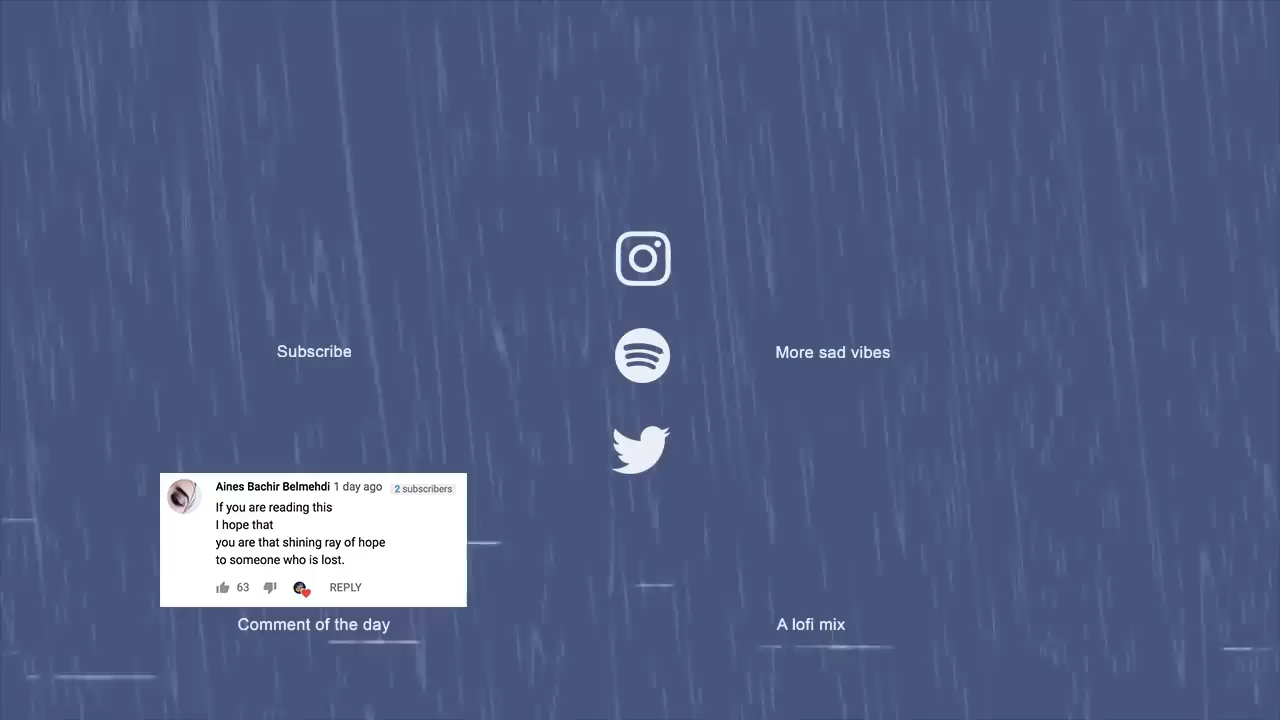 Subscribe
More sad vibes
Aines Bachir Belmehdi 1 day ago 2 subscribers
If you are reading this
I hope that
you are that shining ray of hope
to someone who is lost.
63 REPLY
Comment of the day
A lofi mix